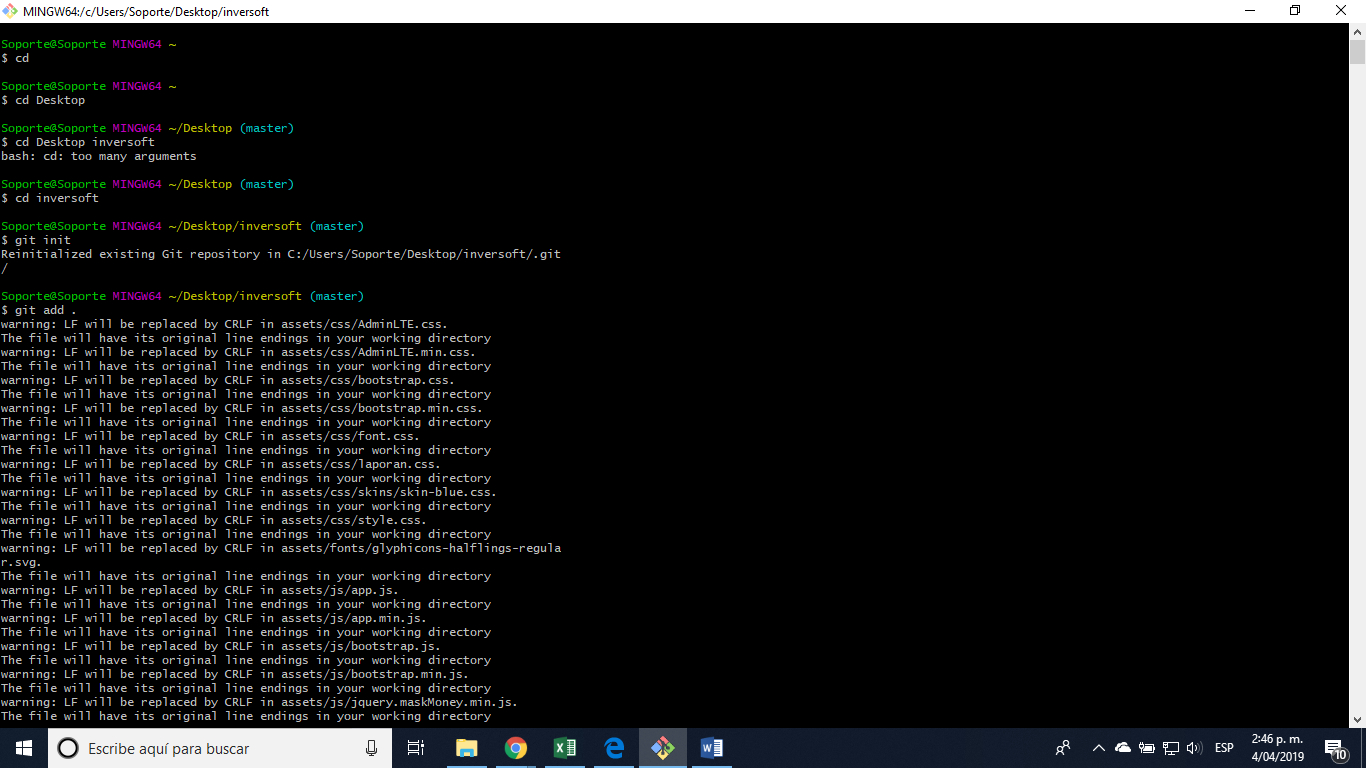 MINGW64:/c/Users/Soporte/Desktop/inversoft
Soporte@Soporte MINGW64 ~
$ cd
Soporte@Soporte MINGW64 ~
$ cd Desktop
Soporte@Soporte MINGW64 ~/Desktop (master)
$ cd Desktop inversoft
bash: cd: too many arguments
Soporte@Soporte MINGW64 ~/Desktop (master)
$ cd inversoft
Soporte@Soporte MINGW64 ~/Desktop/inversoft (master)
$ git init
Reinitialized existing Git repository in C:/Users/Soporte/Desktop/inversoft/.git
/
Soporte@Soporte MINGW64 ~/Desktop/inversoft (master)
$ git add .
warning: LF will be replaced by CRLF in assets/css/AdminLTE.css.
The file will have its original line endings in your working directory
warning: LF will be replaced by CRLF in assets/css/AdminLTE.min.css.
The file will have its original line endings in your working directory
warning: LF will be replaced by CRLF in assets/css/bootstrap.css.
The file will have its original line endings in your working directory
warning: LF will be replaced by CRLF in assets/css/bootstrap.min.css.
The file will have its original line endings in your working directory
warning: LF will be replaced by CRLF in assets/css/font.css.
The file will have its original line endings in your working directory
warning: LF will be replaced by CRLF in assets/css/laporan.css.
The file will have its original line endings in your working directory
warning: LF will be replaced by CRLF in assets/css/skins/skin-blue.css.
The file will have its original line endings in your working directory
warning: LF will be replaced by CRLF in assets/css/style.css.
The file will have its original line endings in your working directory
warning: LF will be replaced by CRLF in assets/fonts/glyphicons-halflings-regula
r.svg.
The file will have its original line endings in your working directory
warning: LF will be replaced by CRLF in assets/js/app.js.
The file will have its original line endings in your working directory
warning: LF will be replaced by CRLF in assets/js/app.min.js.
The file will have its original line endings in your working directory
warning: LF will be replaced by CRLF in assets/js/bootstrap.js.
The file will have its original line endings in your working directory
warning: LF will be replaced by CRLF in assets/js/bootstrap.min.js.
The file will have its original line endings in your working directory
warning: LF will be replaced by CRLF in assets/js/jquery.maskMoney.min.js.
The file will have its original line endings in your working directory
Escribe aquí para buscar
ESP
2:46 p. m.
4/04/2019
10